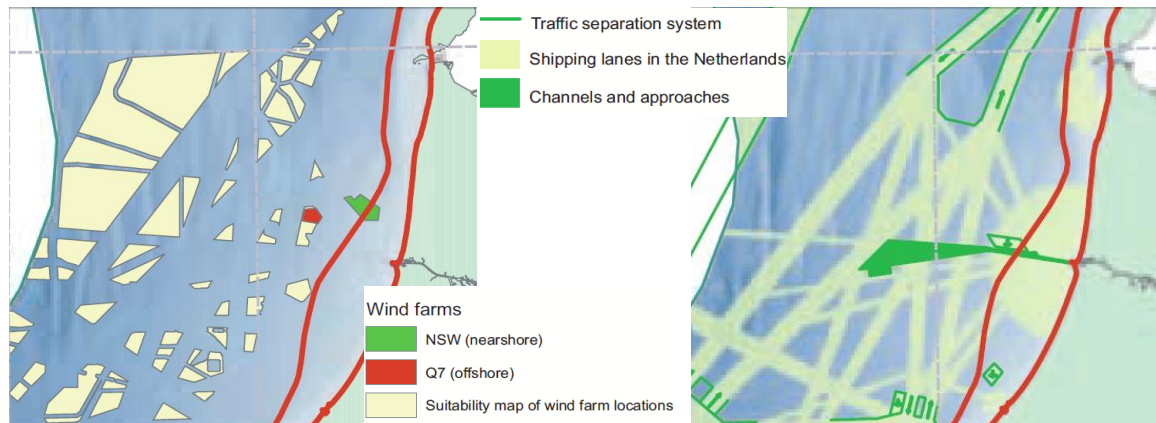 Traffic separation system
Shipping lanes in the Netherlands
Channels and approaches
Wind farms
NSW (nearshore)
Q7 (offshore)
Suitability map of wind farm locations